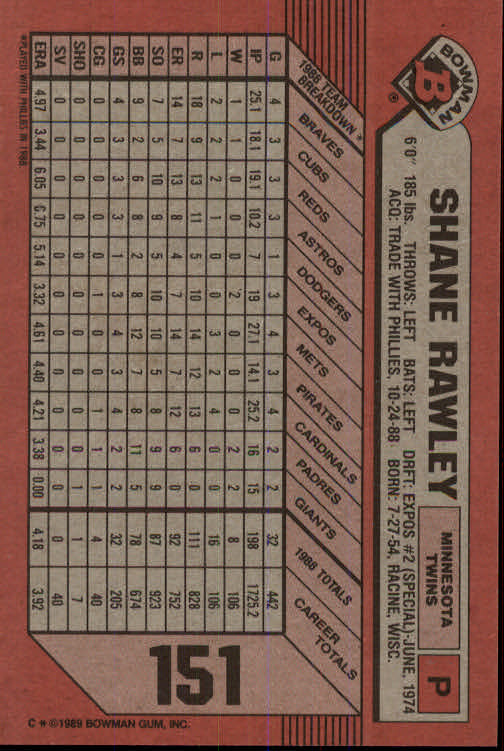 BOWMAN
B
®
SHANE RAWLEY
MINNESOTA
TWINS
P
6'0" 185 lbs. THROWS: LEFT BATS: LEFT DRFT: EXPOS #2 (SPECIAL)-JUNE, 1974
ACQ: TRADE WITH PHILLIES, 10-24-88 BORN: 7-27-54, RACINE, WISC.
1988 TEAM
BREAKDOWN *
BRAVES CUBS REDS ASTROS DODGERS EXPOS METS PIRATES CARDINALS PADRES GIANTS 1988 TOTALS CAREER TOTALS
G 4 3 3 3 1 3 4 3 4 2 2 32 442
IP 25.1 18.1 19.1 10.2 7 19 27.1 14.1 25.2 16 15 198 1725.2
W 1 1 0 0 0 2 0 0 0 2 2 8 106
L 2 2 2 1 0 0 3 2 4 0 0 16 106
R 18 9 13 11 5 10 14 12 13 6 0 111 828
ER 14 7 13 8 4 7 14 7 12 6 0 92 752
SO 7 5 10 9 5 10 10 5 8 9 9 87 923
BB 9 2 6 8 2 8 12 7 8 11 5 78 674
GS 4 3 3 3 1 3 4 3 4 2 2 32 205
CG 0 0 0 0 0 1 0 0 1 1 1 4 40
SHO 0 0 0 0 0 0 0 0 0 0 1 1 7
SV 0 0 0 0 0 0 0 0 0 0 0 0 40
ERA 4.97 3.44 6.05 6.75 5.14 3.32 4.61 4.40 4.21 3.38 0.00 4.18 3.92
*PLAYED WITH PHILLIES IN 1988.
151
C * ©1989 BOWMAN GUM, INC.